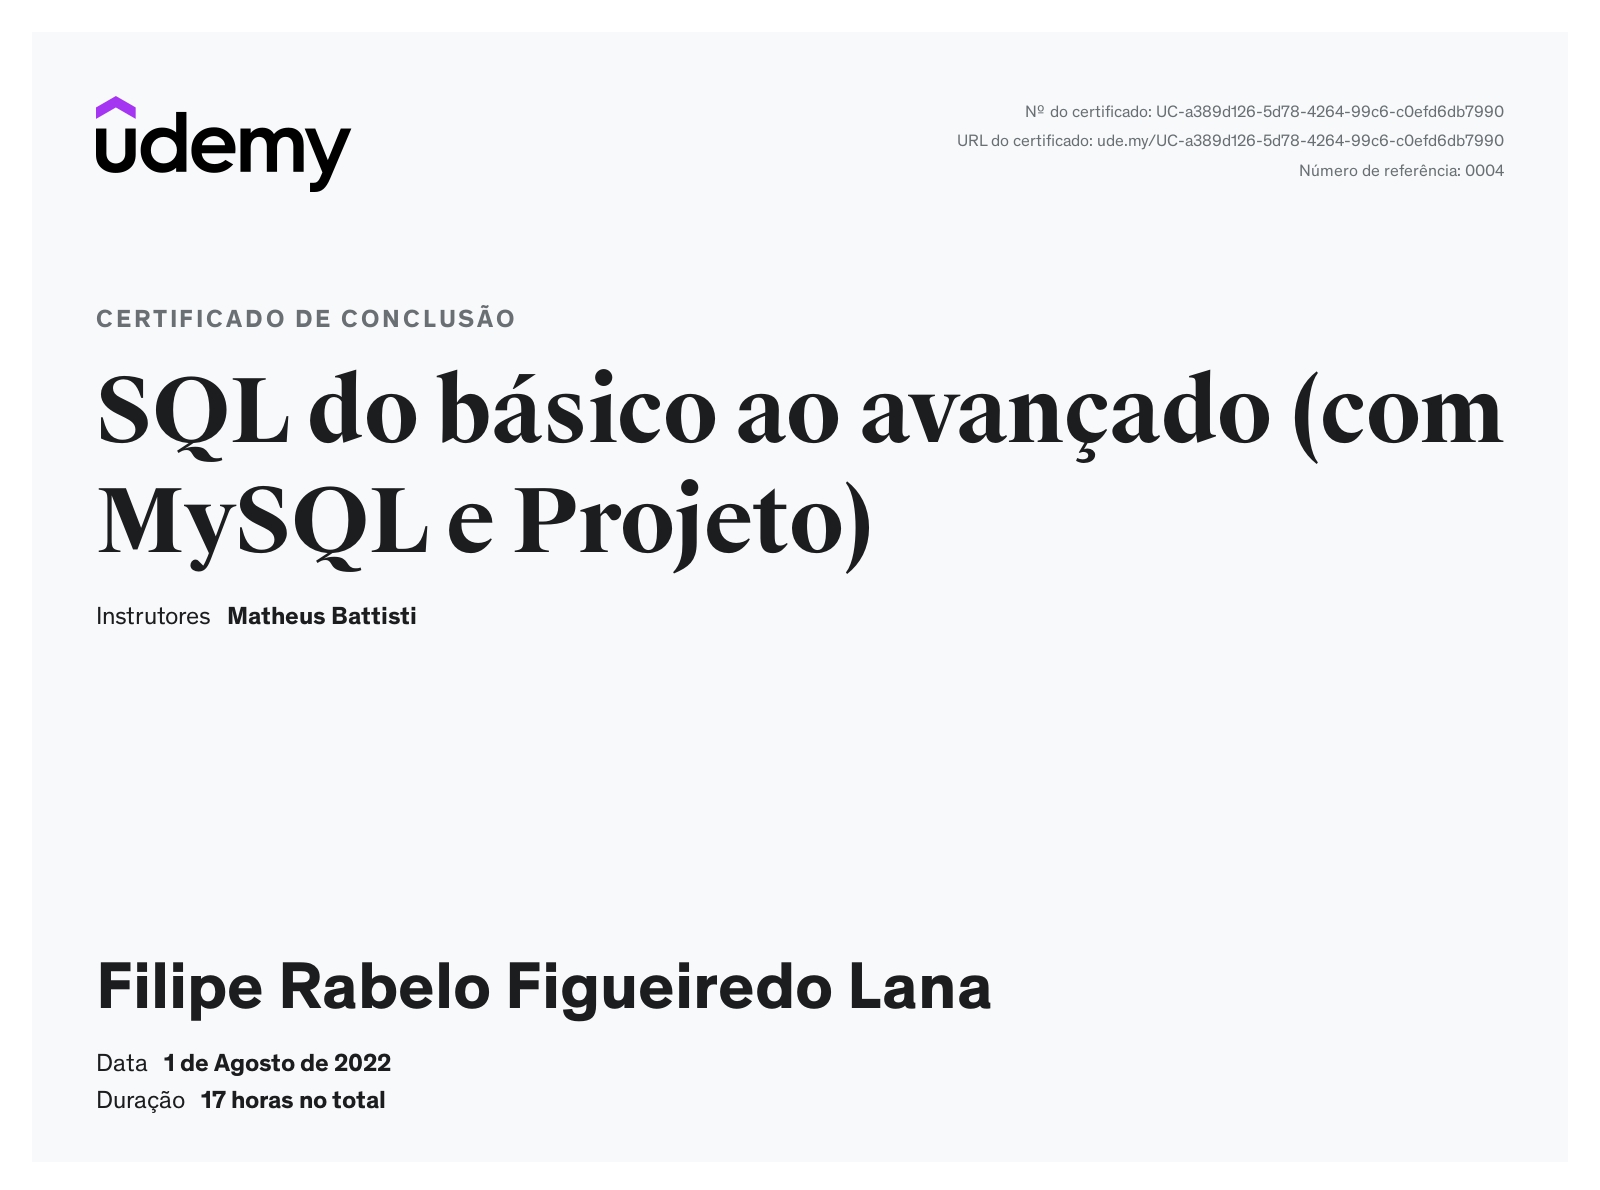 udemy
Nº do certificado: UC-a389d126-5d78-4264-99c6-c0efd6db7990
URL do certificado: ude.my/UC-a389d126-5d78-4264-99c6-c0efd6db7990
Número de referência: 0004
CERTIFICADO DE CONCLUSÃO
SQL do básico ao avançado (com
MySQL e Projeto)
Instrutores Matheus Battisti
Filipe Rabelo Figueiredo Lana
Data 1 de Agosto de 2022
Duração 17 horas no total